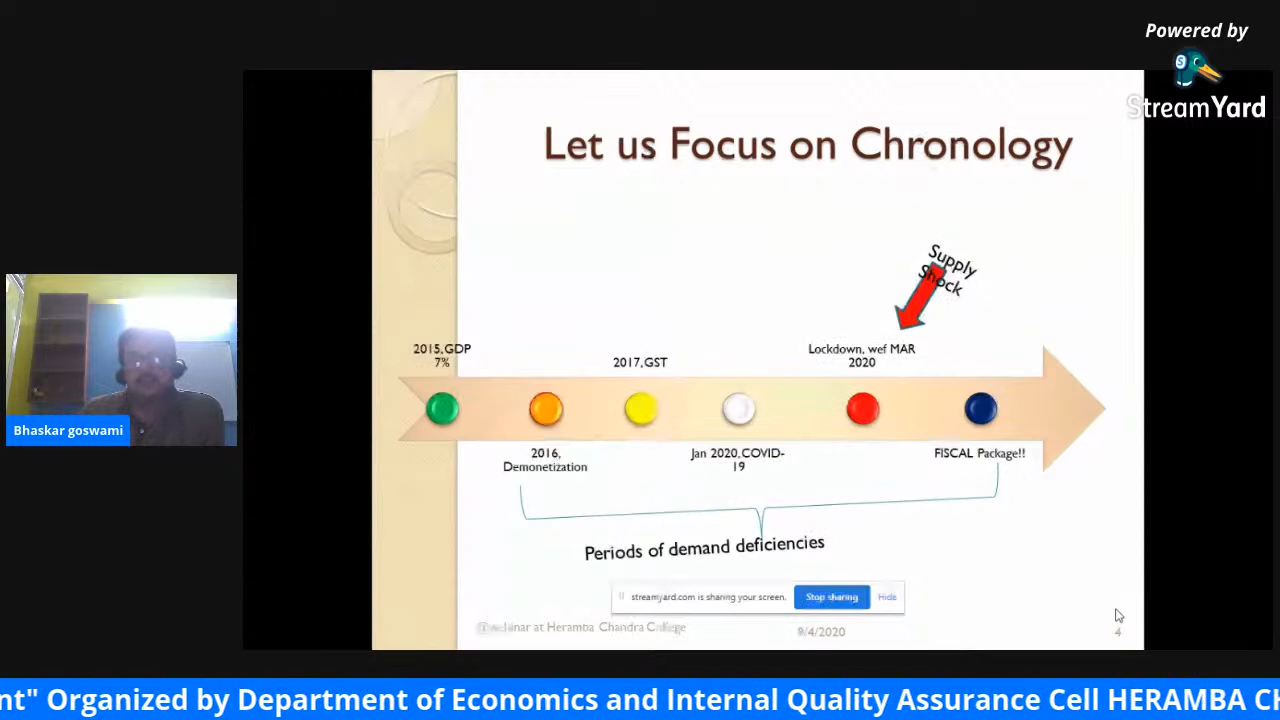 Powered by
StreamYard
Let us Focus on Chronology
Supply
Shock
2015,GDP
7%
2017,GST
Lockdown, wef MAR
2020
2016,
Demonetization
Jan 2020,COVID-
19
FISCAL Package!!
Periods of demand deficiencies
streamyard.com is sharing your screen.
Stop sharing
Hide
at Heramba Chandra College
9/4/2020
4
Bhaskar goswami
nt" Organized by Department of Economics and Internal Quality Assurance Cell HERAMBA CH